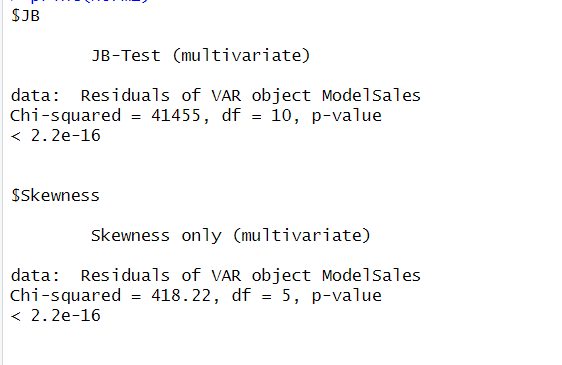 $JB
JB-Test (multivariate)
data:  Residuals of VAR object ModelSales
Chi-squared = 41455, df = 10, p-value
< 2.2e-16
$Skewness
Skewness only (multivariate)
data:  Residuals of VAR object ModelSales
Chi-squared = 418.22, df = 5, p-value
< 2.2e-16